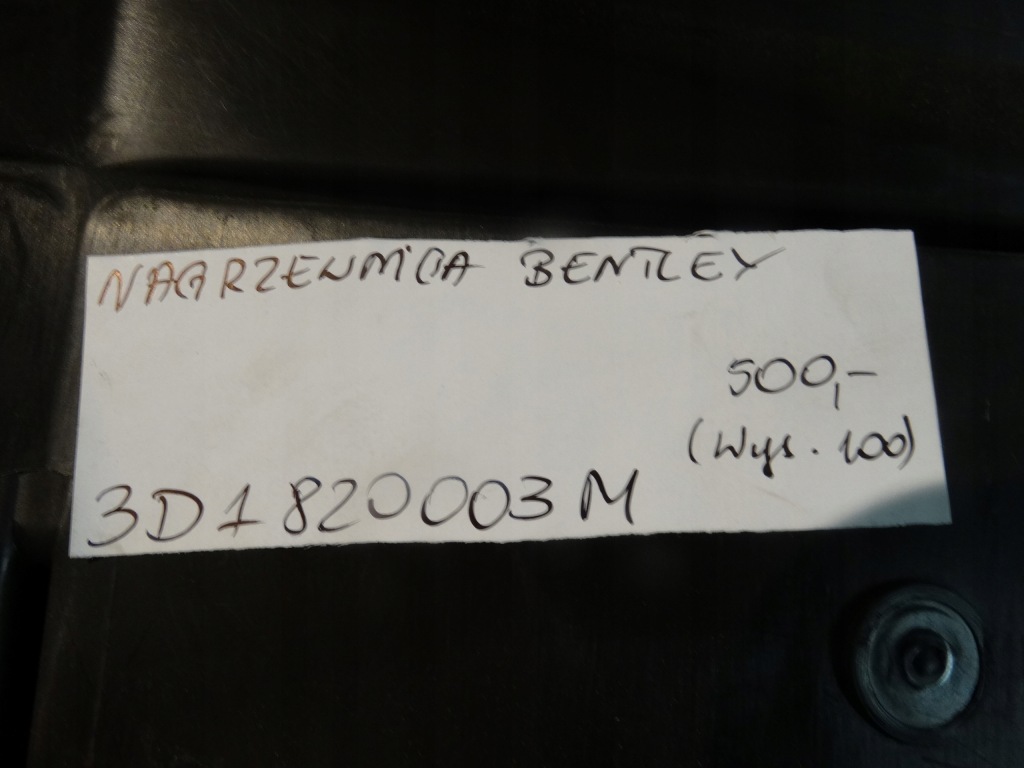 NAGRZEWNICA BENTLEY
500,-
(Wys. 100)
3D1820003M